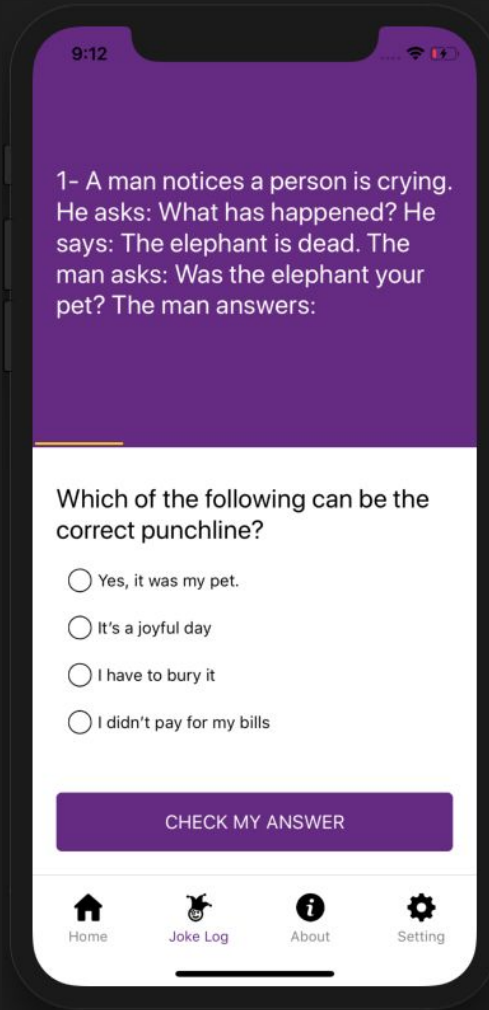 9:12
1- A man notices a person is crying.
He asks: What has happened? He
says: The elephant is dead. The
man asks: Was the elephant your
pet? The man answers:
Which of the following can be the
correct punchline?
Yes, it was my pet.
It's a joyful day
I have to bury it
I didn't pay for my bills
CHECK MY ANSWER
Home
Joke Log
About
Setting